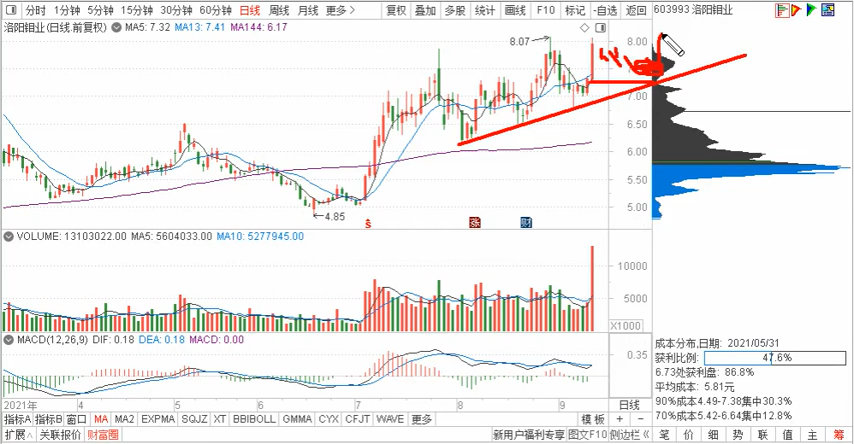 分时 1分钟 5分钟 15分钟 30分钟 60分钟 日线 周线 月线 更多> 复权 叠加 多股 统计 画线 F10 标记 -自选 返回 603993 洛阳钼业
洛阳钼业(日线.前复权) MA5: 7.32 MA13: 7.41 MA144: 6.17
8.07→
8.00
7.00
6.50
6.00
5.50
5.00
←4.85
ŝ 涨 财
VOLUME: 13103022.00 MA5: 5604033.00 MA10: 5277945.00
10000
5000
X1000
MACD(12,26,9) DIF: 0.18 DEA: 0.18 MACD: 0.00
0.35
0.00
成本分布,日期: 2021/05/31
获利比例: 47.6%
6.73处获利盘: 86.8%
平均成本: 5.81元
90%成本4.49-7.38集中30.3%
70%成本5.42-6.64集中12.8%
2021年 4 5 6 7 8 9 日线
指标A 指标B 窗口 MA MA2 EXPMA SQJZ XT BBIBOLL GMMA CYX CFJT WAVE 更多 模板 + -
扩展∧ 关联报价 财富圈 新用户福利专享 图文F10 侧边栏« 笔 价 细 势 联 值 主 筹